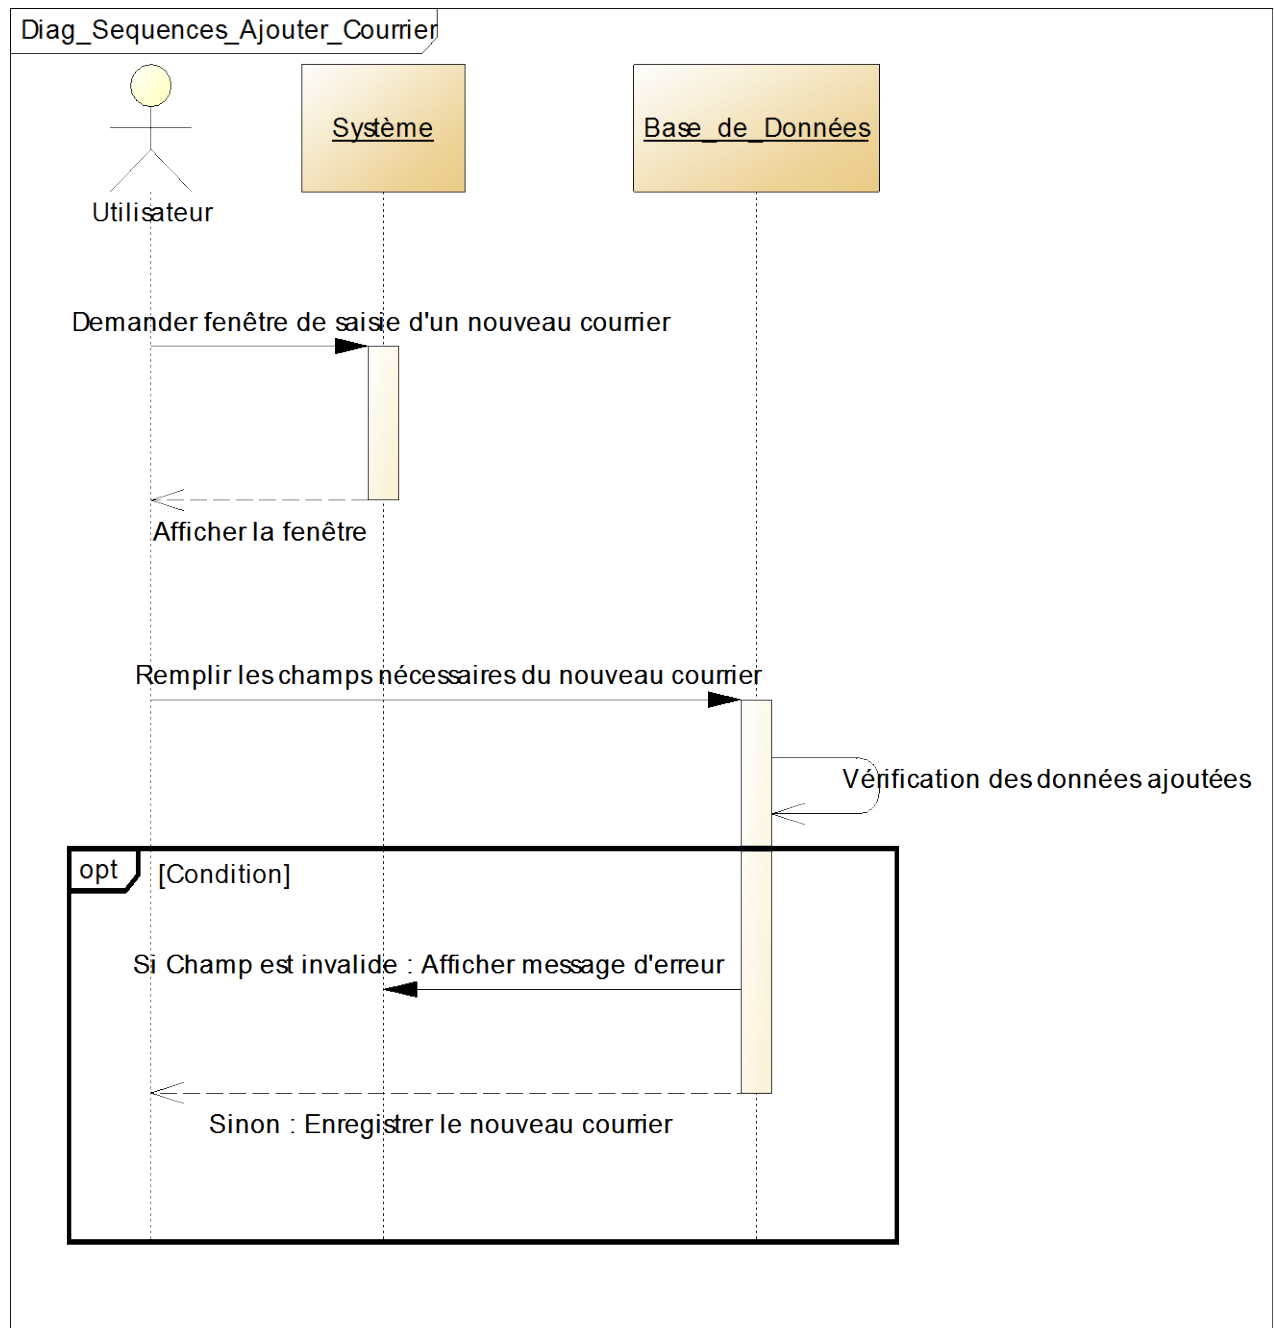 Diag_Sequences_Ajouter_Courrier
Système
Base_de_Données
Utilisateur
Demander fenêtre de saisie d'un nouveau courrier
Afficher la fenêtre
Remplir les champs nécessaires du nouveau courrier
Vérification des données ajoutées
opt
[Condition]
Si Champ est invalide : Afficher message d'erreur
Sinon : Enregistrer le nouveau courrier